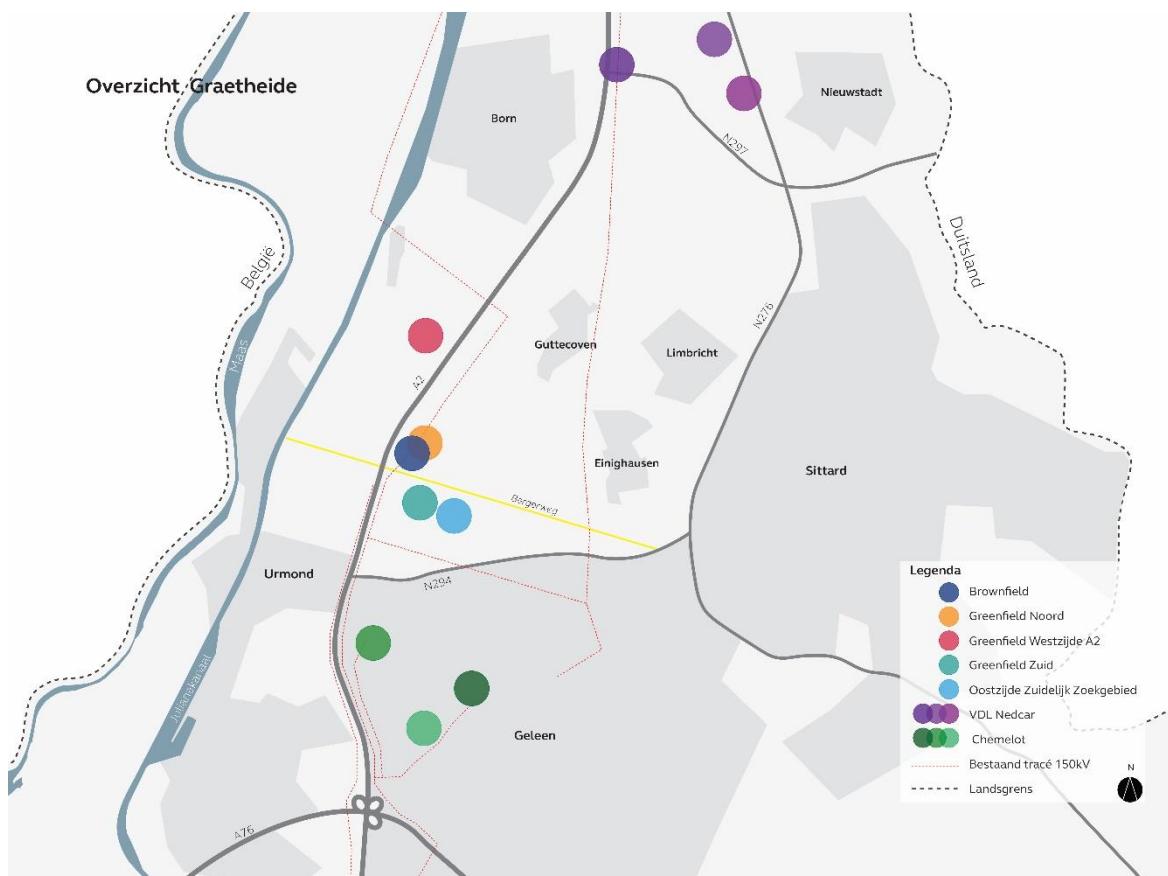 Overzicht Graetheide
Born
Nieuwstadt
N297
België
Duitsland
Maas
A2
Guttecoven
Limbricht
N276
Einighausen
Sittard
Bergerweg
Urmond
N294
Julianakanaal
Geleen
A76
Legenda
Brownfield
Greenfield Noord
Greenfield Westzijde A2
Greenfield Zuid
Oostzijde Zuidelijk Zoekgebied
VDL Nedcar
Chemelot
Bestaand tracé 150kV
Landsgrens
N